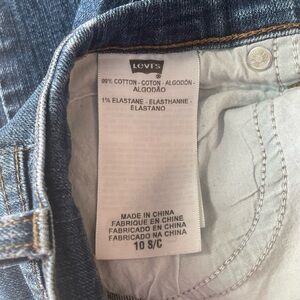 LEVI'S
®
99% COTTON - COTON - ALGODÓN -
ALGODÃO
1% ELASTANE - ELASTHANNE -
ELASTANO
MADE IN CHINA
FABRIQUE EN CHINE
FABRICADO EN CHINA
FABRICADO NA CHINA
10 S/C